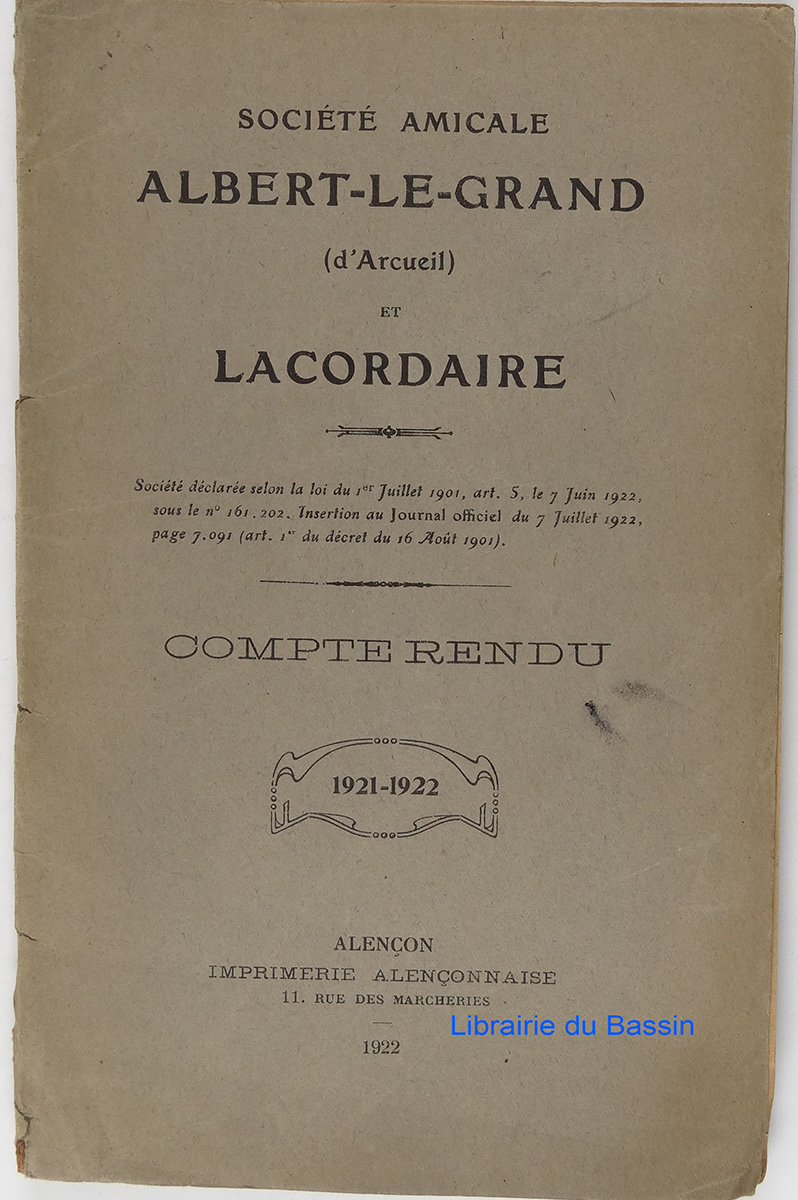 SOCIÉTÉ AMICALE
ALBERT-LE-GRAND
(d'Arcueil)
ET
LACORDAIRE
Société déclarée selon la loi du 1er Juillet 1901, art. 5, le 7 Juin 1922,
sous le nº 161.202. Insertion au Journal officiel du 7 Juillet 1922,
page 7.091 (art. 1er du décret du 16 Août 1901).
COMPTE RENDU
1921-1922
ALENÇON
IMPRIMERIE ALENÇONNAISE
11. RUE DES MARCHERIES
Librairie du Bassin
1922